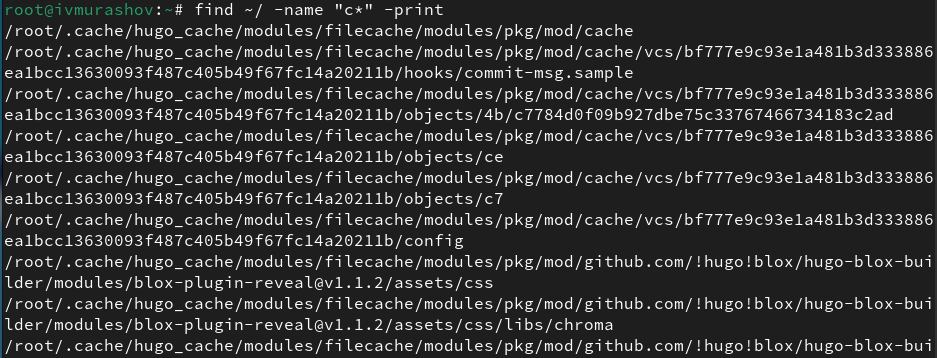 root@ivmurashov:~# find ~/ -name "c*" -print
/root/.cache/hugo_cache/modules/filecache/modules/pkg/mod/cache
/root/.cache/hugo_cache/modules/filecache/modules/pkg/mod/cache/vcs/bf777e9c93e1a481b3d333886
ea1bcc13630093f487c405b49f67fc14a20211b/hooks/commit-msg.sample
/root/.cache/hugo_cache/modules/filecache/modules/pkg/mod/cache/vcs/bf777e9c93e1a481b3d333886
ea1bcc13630093f487c405b49f67fc14a20211b/objects/4b/c7784d0f09b927dbe75c33767466734183c2ad
/root/.cache/hugo_cache/modules/filecache/modules/pkg/mod/cache/vcs/bf777e9c93e1a481b3d333886
ea1bcc13630093f487c405b49f67fc14a20211b/objects/ce
/root/.cache/hugo_cache/modules/filecache/modules/pkg/mod/cache/vcs/bf777e9c93e1a481b3d333886
ea1bcc13630093f487c405b49f67fc14a20211b/objects/c7
/root/.cache/hugo_cache/modules/filecache/modules/pkg/mod/cache/vcs/bf777e9c93e1a481b3d333886
ea1bcc13630093f487c405b49f67fc14a20211b/config
/root/.cache/hugo_cache/modules/filecache/modules/pkg/mod/github.com/!hugo!blox/hugo-blox-bui
lder/modules/blox-plugin-reveal@v1.1.2/assets/css
/root/.cache/hugo_cache/modules/filecache/modules/pkg/mod/github.com/!hugo!blox/hugo-blox-bui
lder/modules/blox-plugin-reveal@v1.1.2/assets/css/libs/chroma
/root/.cache/hugo_cache/modules/filecache/modules/pkg/mod/github.com/!hugo!blox/hugo-blox-bui